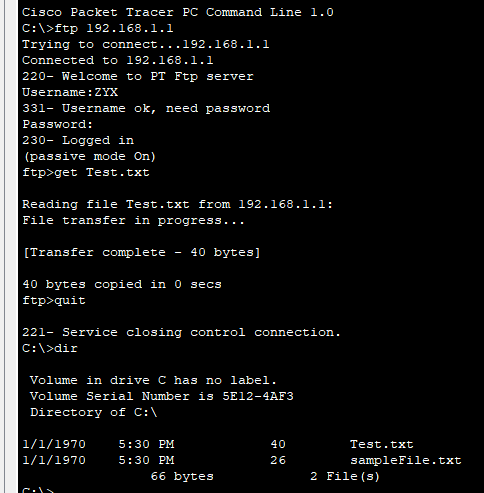 Cisco Packet Tracer PC Command Line 1.0
C:\>ftp 192.168.1.1
Trying to connect...192.168.1.1
Connected to 192.168.1.1
220- Welcome to PT Ftp server
Username:ZYX
331- Username ok, need password
Password:
230- Logged in
(passive mode On)
ftp>get Test.txt
Reading file Test.txt from 192.168.1.1:
File transfer in progress...
[Transfer complete - 40 bytes]
40 bytes copied in 0 secs
ftp>quit
221- Service closing control connection.
C:\>dir
Volume in drive C has no label.
Volume Serial Number is 5E12-4AF3
Directory of C:\
1/1/1970 5:30 PM 40 Test.txt
1/1/1970 5:30 PM 26 sampleFile.txt
66 bytes 2 File(s)
C:\>